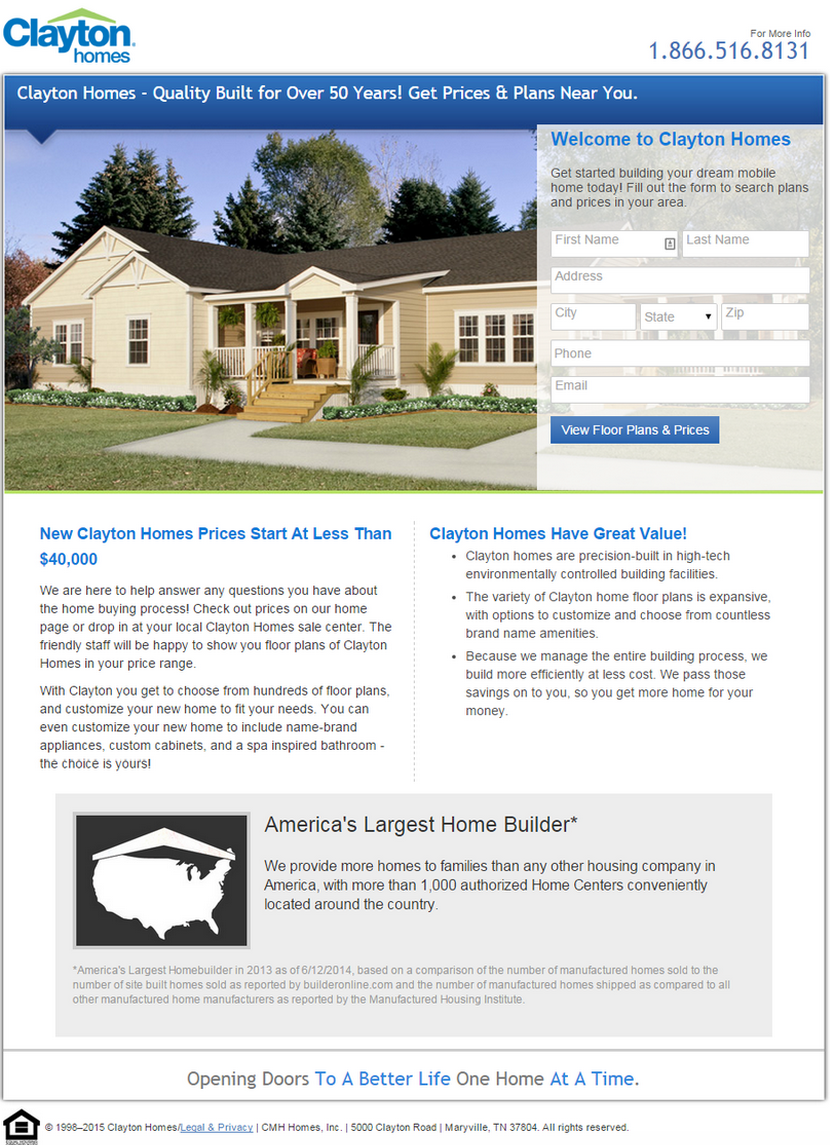 Clayton
homes
For More Info
1.866.516.8131
Clayton Homes - Quality Built for Over 50 Years! Get Prices & Plans Near You.
Welcome to Clayton Homes
Get started building your dream mobile
home today! Fill out the form to search plans
and prices in your area.
First Name Last Name
Address
City State Zip
Phone
Email
View Floor Plans & Prices
New Clayton Homes Prices Start At Less Than
$40,000
We are here to help answer any questions you have about
the home buying process! Check out prices on our home
page or drop in at your local Clayton Homes sale center. The
friendly staff will be happy to show you floor plans of Clayton
Homes in your price range.
With Clayton you get to choose from hundreds of floor plans,
and customize your new home to fit your needs. You can
even customize your new home to include name-brand
appliances, custom cabinets, and a spa inspired bathroom -
the choice is yours!
Clayton Homes Have Great Value!
• Clayton homes are precision-built in high-tech
environmentally controlled building facilities.
• The variety of Clayton home floor plans is expansive,
with options to customize and choose from countless
brand name amenities.
• Because we manage the entire building process, we
build more efficiently at less cost. We pass those
savings on to you, so you get more home for your
money.
America's Largest Home Builder*
We provide more homes to families than any other housing company in
America, with more than 1,000 authorized Home Centers conveniently
located around the country.
*America's Largest Homebuilder in 2013 as of 6/12/2014, based on a comparison of the number of manufactured homes sold to the
number of site built homes sold as reported by builderonline.com and the number of manufactured homes shipped as compared to all
other manufactured home manufacturers as reported by the Manufactured Housing Institute.
Opening Doors To A Better Life One Home At A Time.
© 1998–2015 Clayton Homes/Legal & Privacy | CMH Homes, Inc. | 5000 Clayton Road | Maryville, TN 37804. All rights reserved.